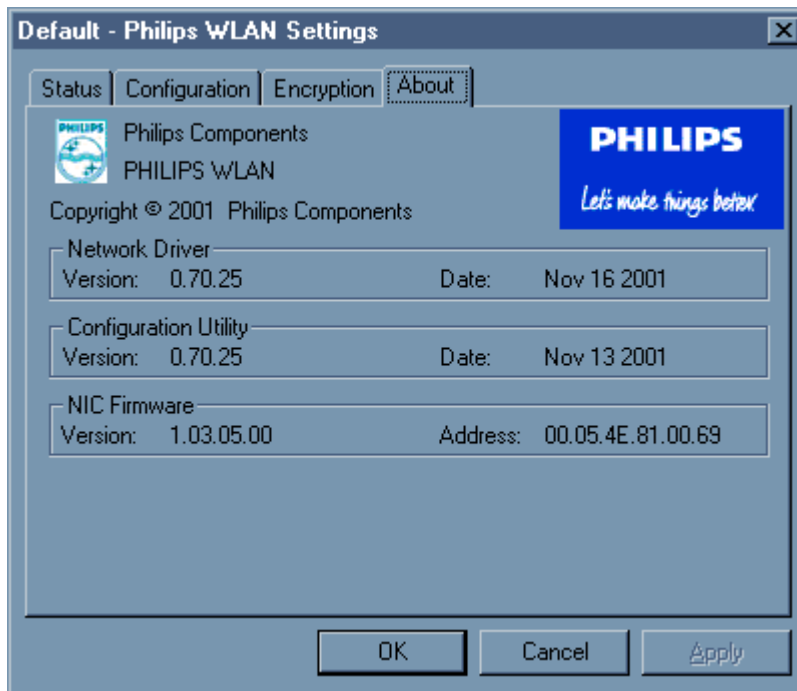 Default - Philips WLAN Settings
Status Configuration Encryption About
PHILIPS
Philips Components
PHILIPS WLAN
Copyright © 2001 Philips Components
PHILIPS
Let's make things better.
Network Driver
Version: 0.70.25 Date: Nov 16 2001
Configuration Utility
Version: 0.70.25 Date: Nov 13 2001
NIC Firmware
Version: 1.03.05.00 Address: 00.05.4E.81.00.69
OK Cancel Apply